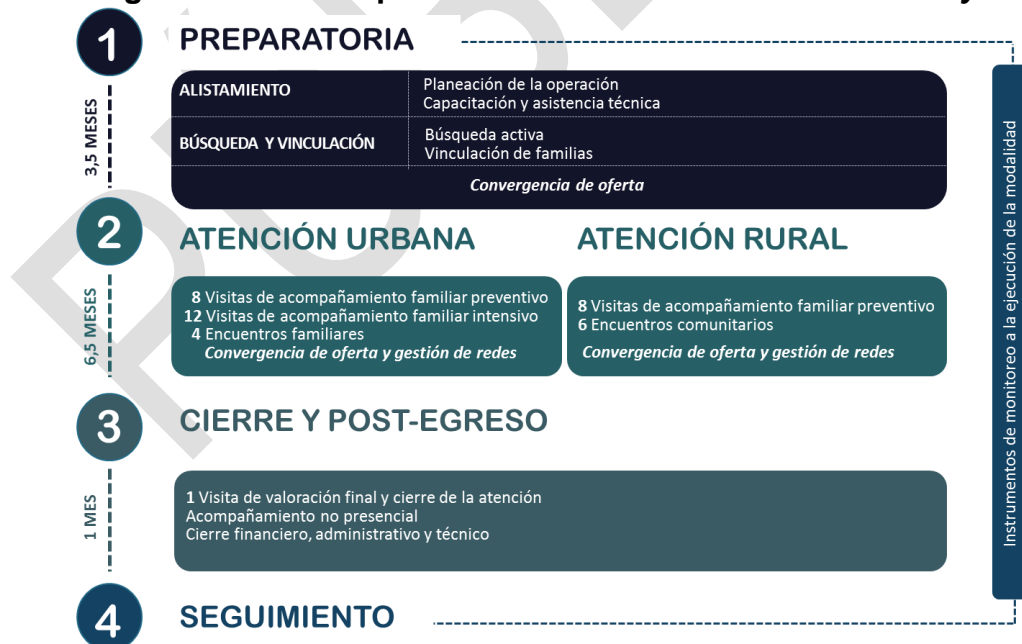 1
PREPARATORIA
3,5 MESES
ALISTAMIENTO
Planeación de la operación
Capacitación y asistencia técnica
BÚSQUEDA Y VINCULACIÓN
Búsqueda activa
Vinculación de familias
Convergencia de oferta
2
ATENCIÓN URBANA
6,5 MESES
8 Visitas de acompañamiento familiar preventivo
12 Visitas de acompañamiento familiar intensivo
4 Encuentros familiares
Convergencia de oferta y gestión de redes
ATENCIÓN RURAL
8 Visitas de acompañamiento familiar preventivo
6 Encuentros comunitarios
Convergencia de oferta y gestión de redes
3
CIERRE Y POST-EGRESO
1 MES
1 Visita de valoración final y cierre de la atención
Acompañamiento no presencial
Cierre financiero, administrativo y técnico
4
SEGUIMIENTO
Instrumentos de monitoreo a la ejecución de la modalidad